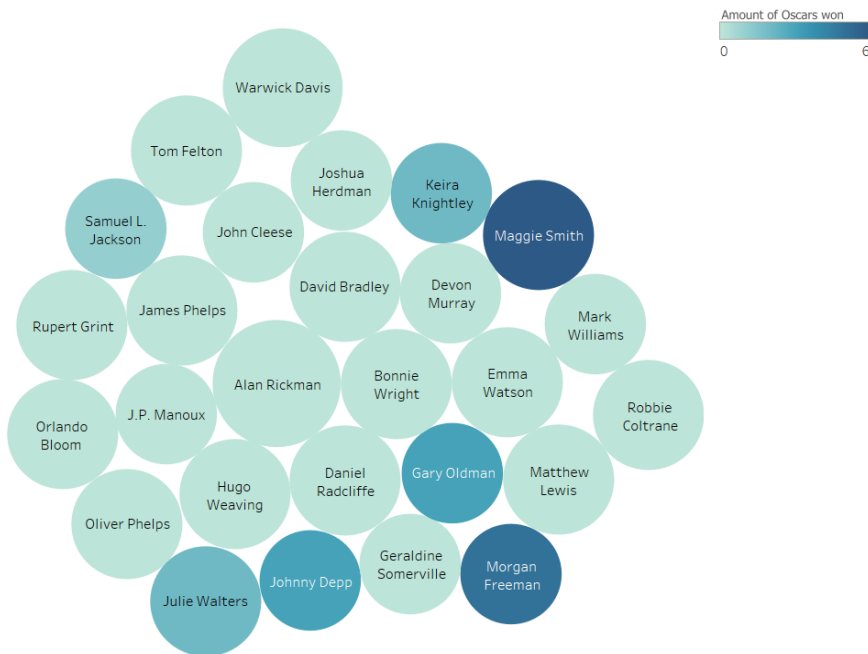 Amount of Oscars won
0 6
Warwick Davis
Tom Felton
Joshua
Herdman
Keira
Knightley
Samuel L.
Jackson
John Cleese
Maggie Smith
David Bradley
Devon
Murray
James Phelps
Rupert Grint
Mark
Williams
Alan Rickman
Bonnie
Wright
Emma
Watson
Robbie
Coltrane
J.P. Manoux
Orlando
Bloom
Hugo
Weaving
Daniel
Radcliffe
Gary Oldman
Matthew
Lewis
Oliver Phelps
Geraldine
Somerville
Morgan
Freeman
Johnny Depp
Julie Walters